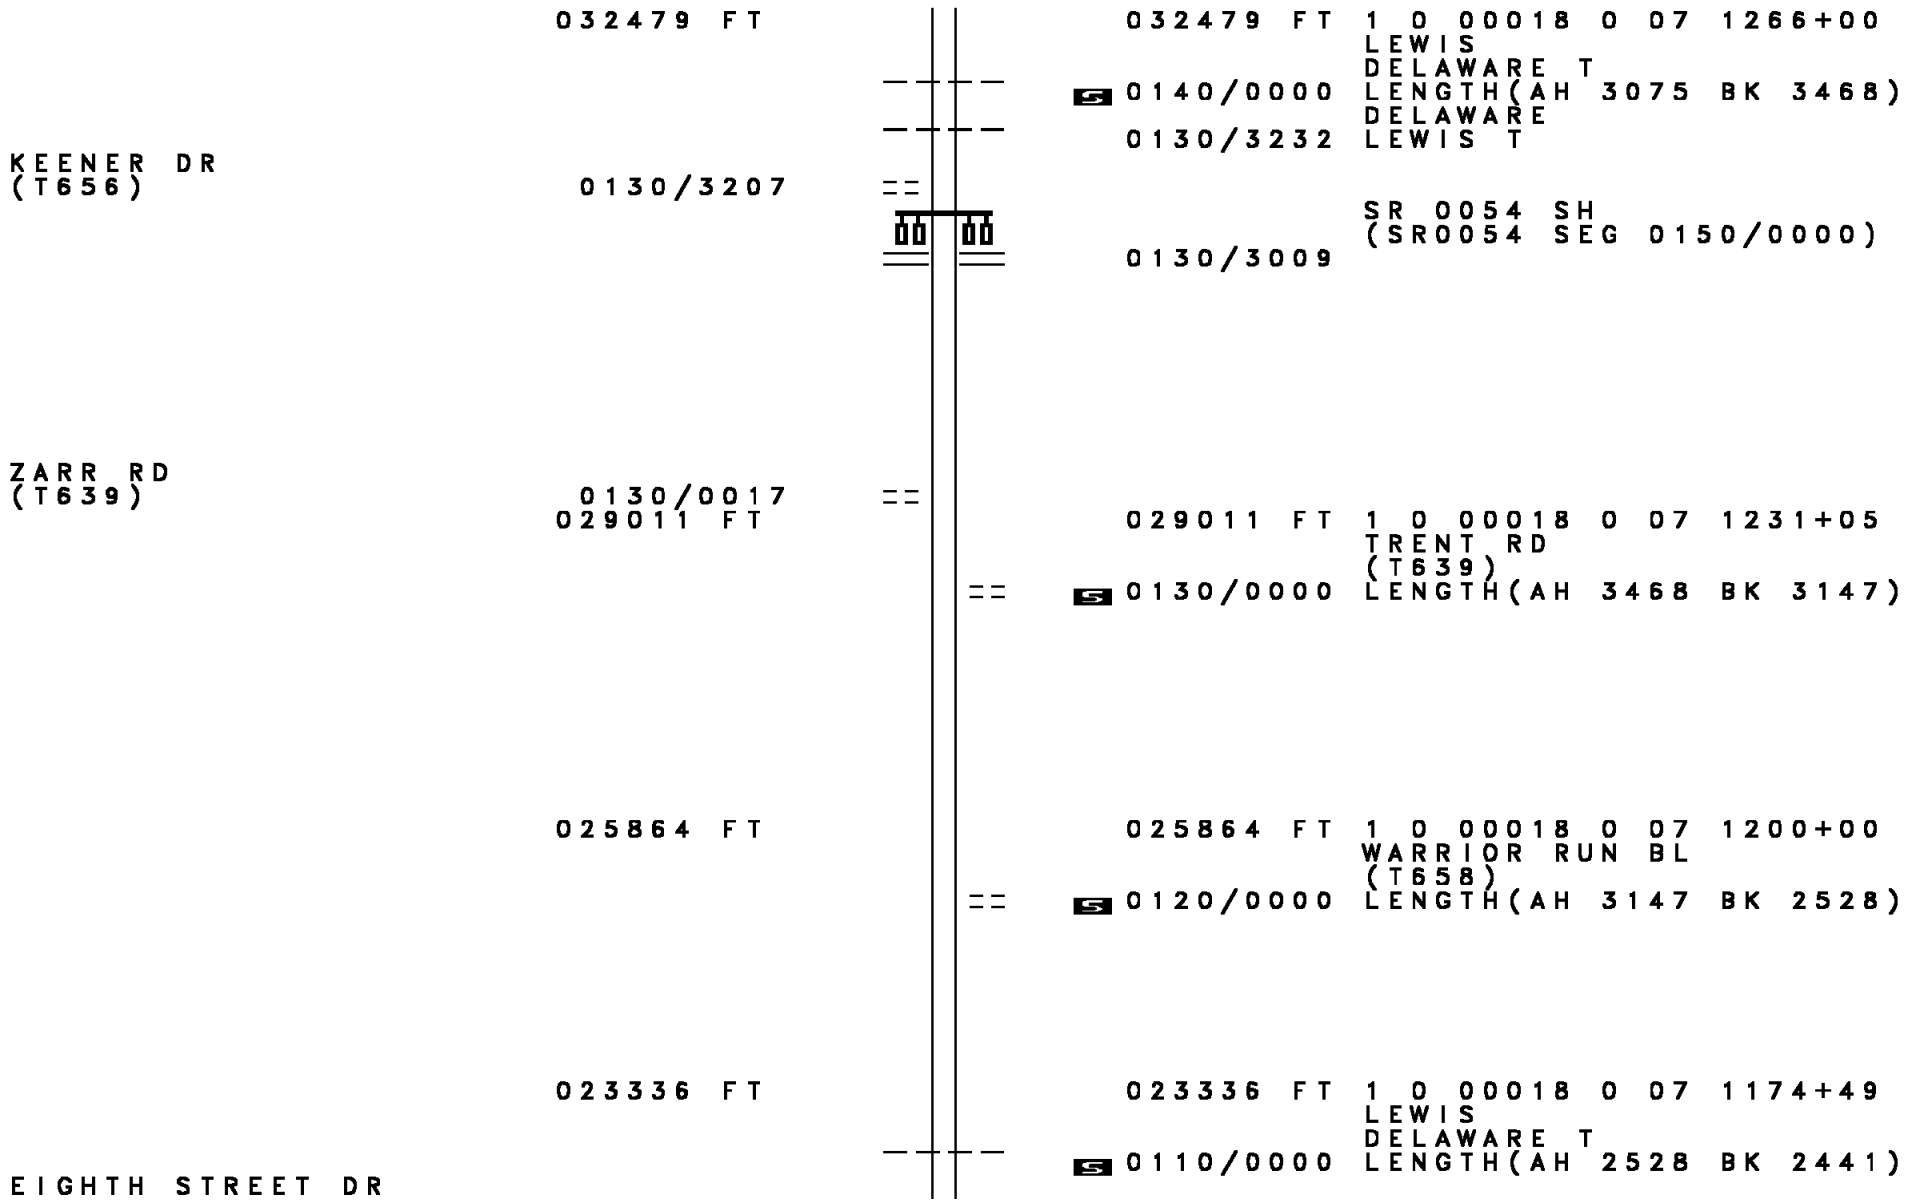 032479 FT 032479 FT 1 0 00018 0 07 1266+00
LEWIS
DELAWARE T
S 0140/0000 LENGTH(AH 3075 BK 3468)
DELAWARE
0130/3232 LEWIS T
KEENER DR
(T656) 0130/3207
SR 0054 SH
(SR0054 SEG 0150/0000)
0130/3009
ZARR RD
(T639) 0130/0017
029011 FT 029011 FT 1 0 00018 0 07 1231+05
TRENT RD
(T639)
S 0130/0000 LENGTH(AH 3468 BK 3147)
025864 FT 025864 FT 1 0 00018 0 07 1200+00
WARRIOR RUN BL
(T658)
S 0120/0000 LENGTH(AH 3147 BK 2528)
023336 FT 023336 FT 1 0 00018 0 07 1174+49
LEWIS
DELAWARE T
S 0110/0000 LENGTH(AH 2528 BK 2441)
EIGHTH STREET DR